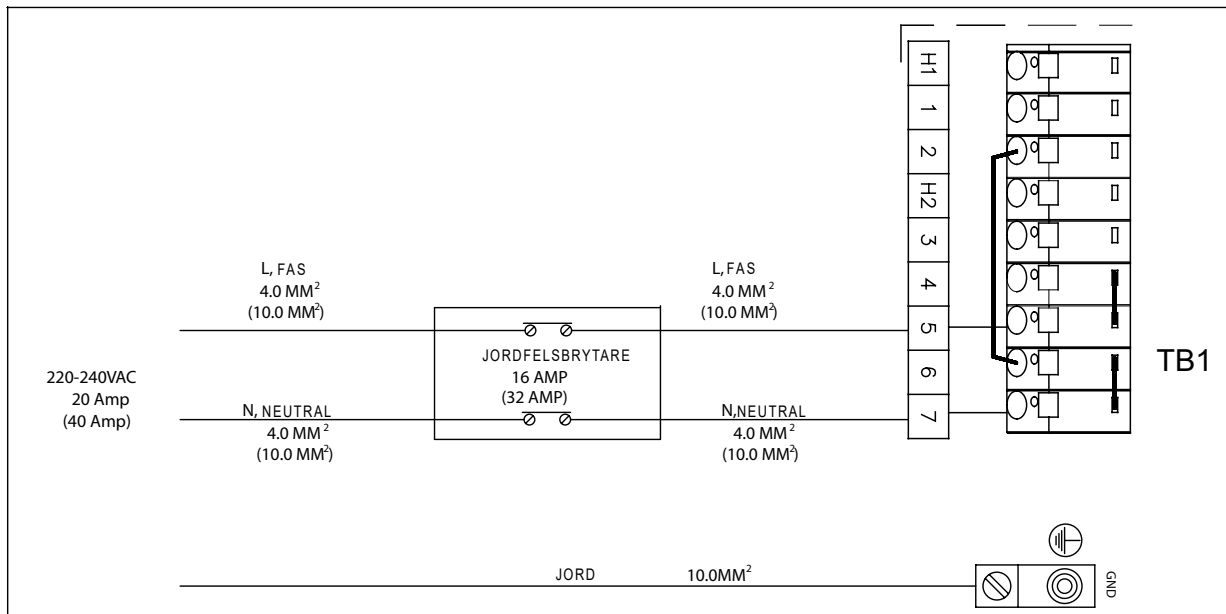 H1
1
2
H2
3
4
5
6
7
TB1
L, FAS
4.0 MM²
(10.0 MM²)
L, FAS
4.0 MM²
(10.0 MM²)
JORDFELSBRYTARE
16 AMP
(32 AMP)
220-240VAC
20 Amp
(40 Amp)
N, NEUTRAL
4.0 MM²
(10.0 MM²)
N,NEUTRAL
4.0 MM²
(10.0 MM²)
JORD 10.0MM²
GND